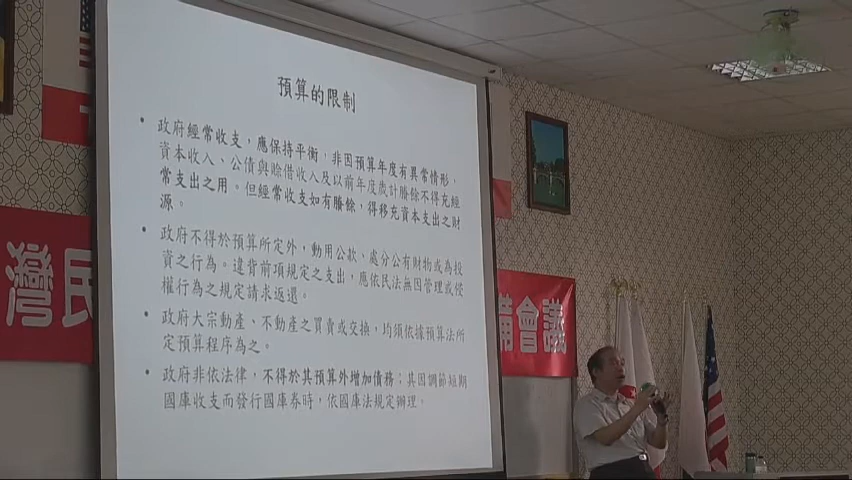 預算的限制
• 政府經常收支，應保持平衡，非因預算年度有異常情形，
資本收入、公債與賒借收入及以前年度歲計賸餘不得充經
常支出之用。但經常收支如有賸餘，得移充資本支出之財
源。
• 政府不得於預算所定外，動用公款、處分公有財物或為投
資之行為。違背前項規定之支出，應依民法無因管理或侵
權行為之規定請求返還。
• 政府大宗動產、不動產之買賣或交換，均須依據預算法所
定預算程序為之。
• 政府非依法律，不得於其預算外增加債務；其因調節短期
國庫收支而發行國庫券時，依國庫法規定辦理。
灣民
備會議